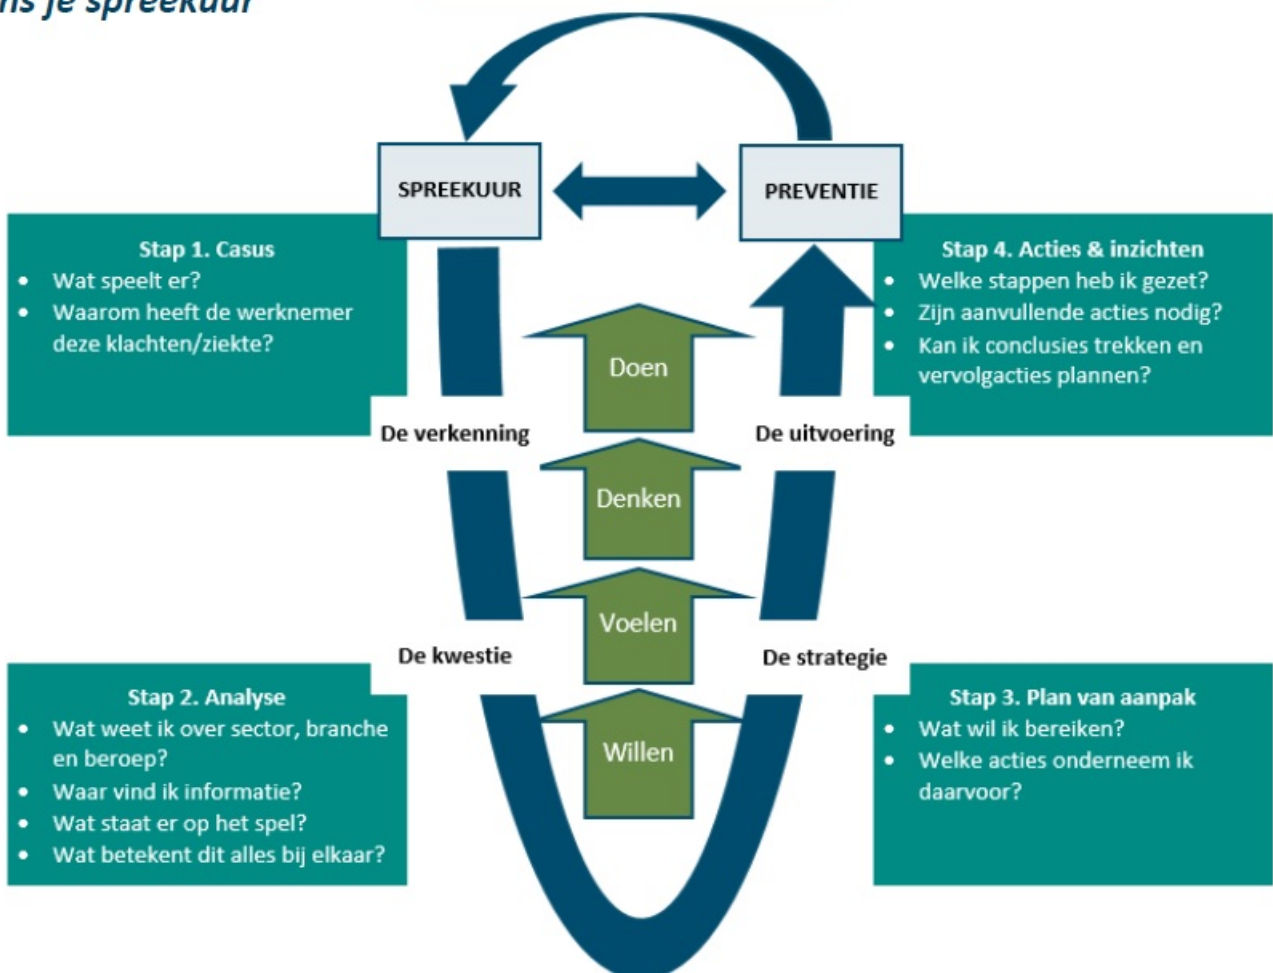 je spreekuur
SPREEKUUR
PREVENTIE
Stap 1. Casus
• Wat speelt er?
• Waarom heeft de werknemer
deze klachten/ziekte?
Stap 4. Acties & inzichten
• Welke stappen heb ik gezet?
• Zijn aanvullende acties nodig?
• Kan ik conclusies trekken en
vervolgacties plannen?
Doen
De verkenning
De uitvoering
Denken
Voelen
De kwestie
De strategie
Stap 2. Analyse
• Wat weet ik over sector, branche
en beroep?
• Waar vind ik informatie?
• Wat staat er op het spel?
• Wat betekent dit alles bij elkaar?
Willen
Stap 3. Plan van aanpak
• Wat wil ik bereiken?
• Welke acties onderneem ik
daarvoor?